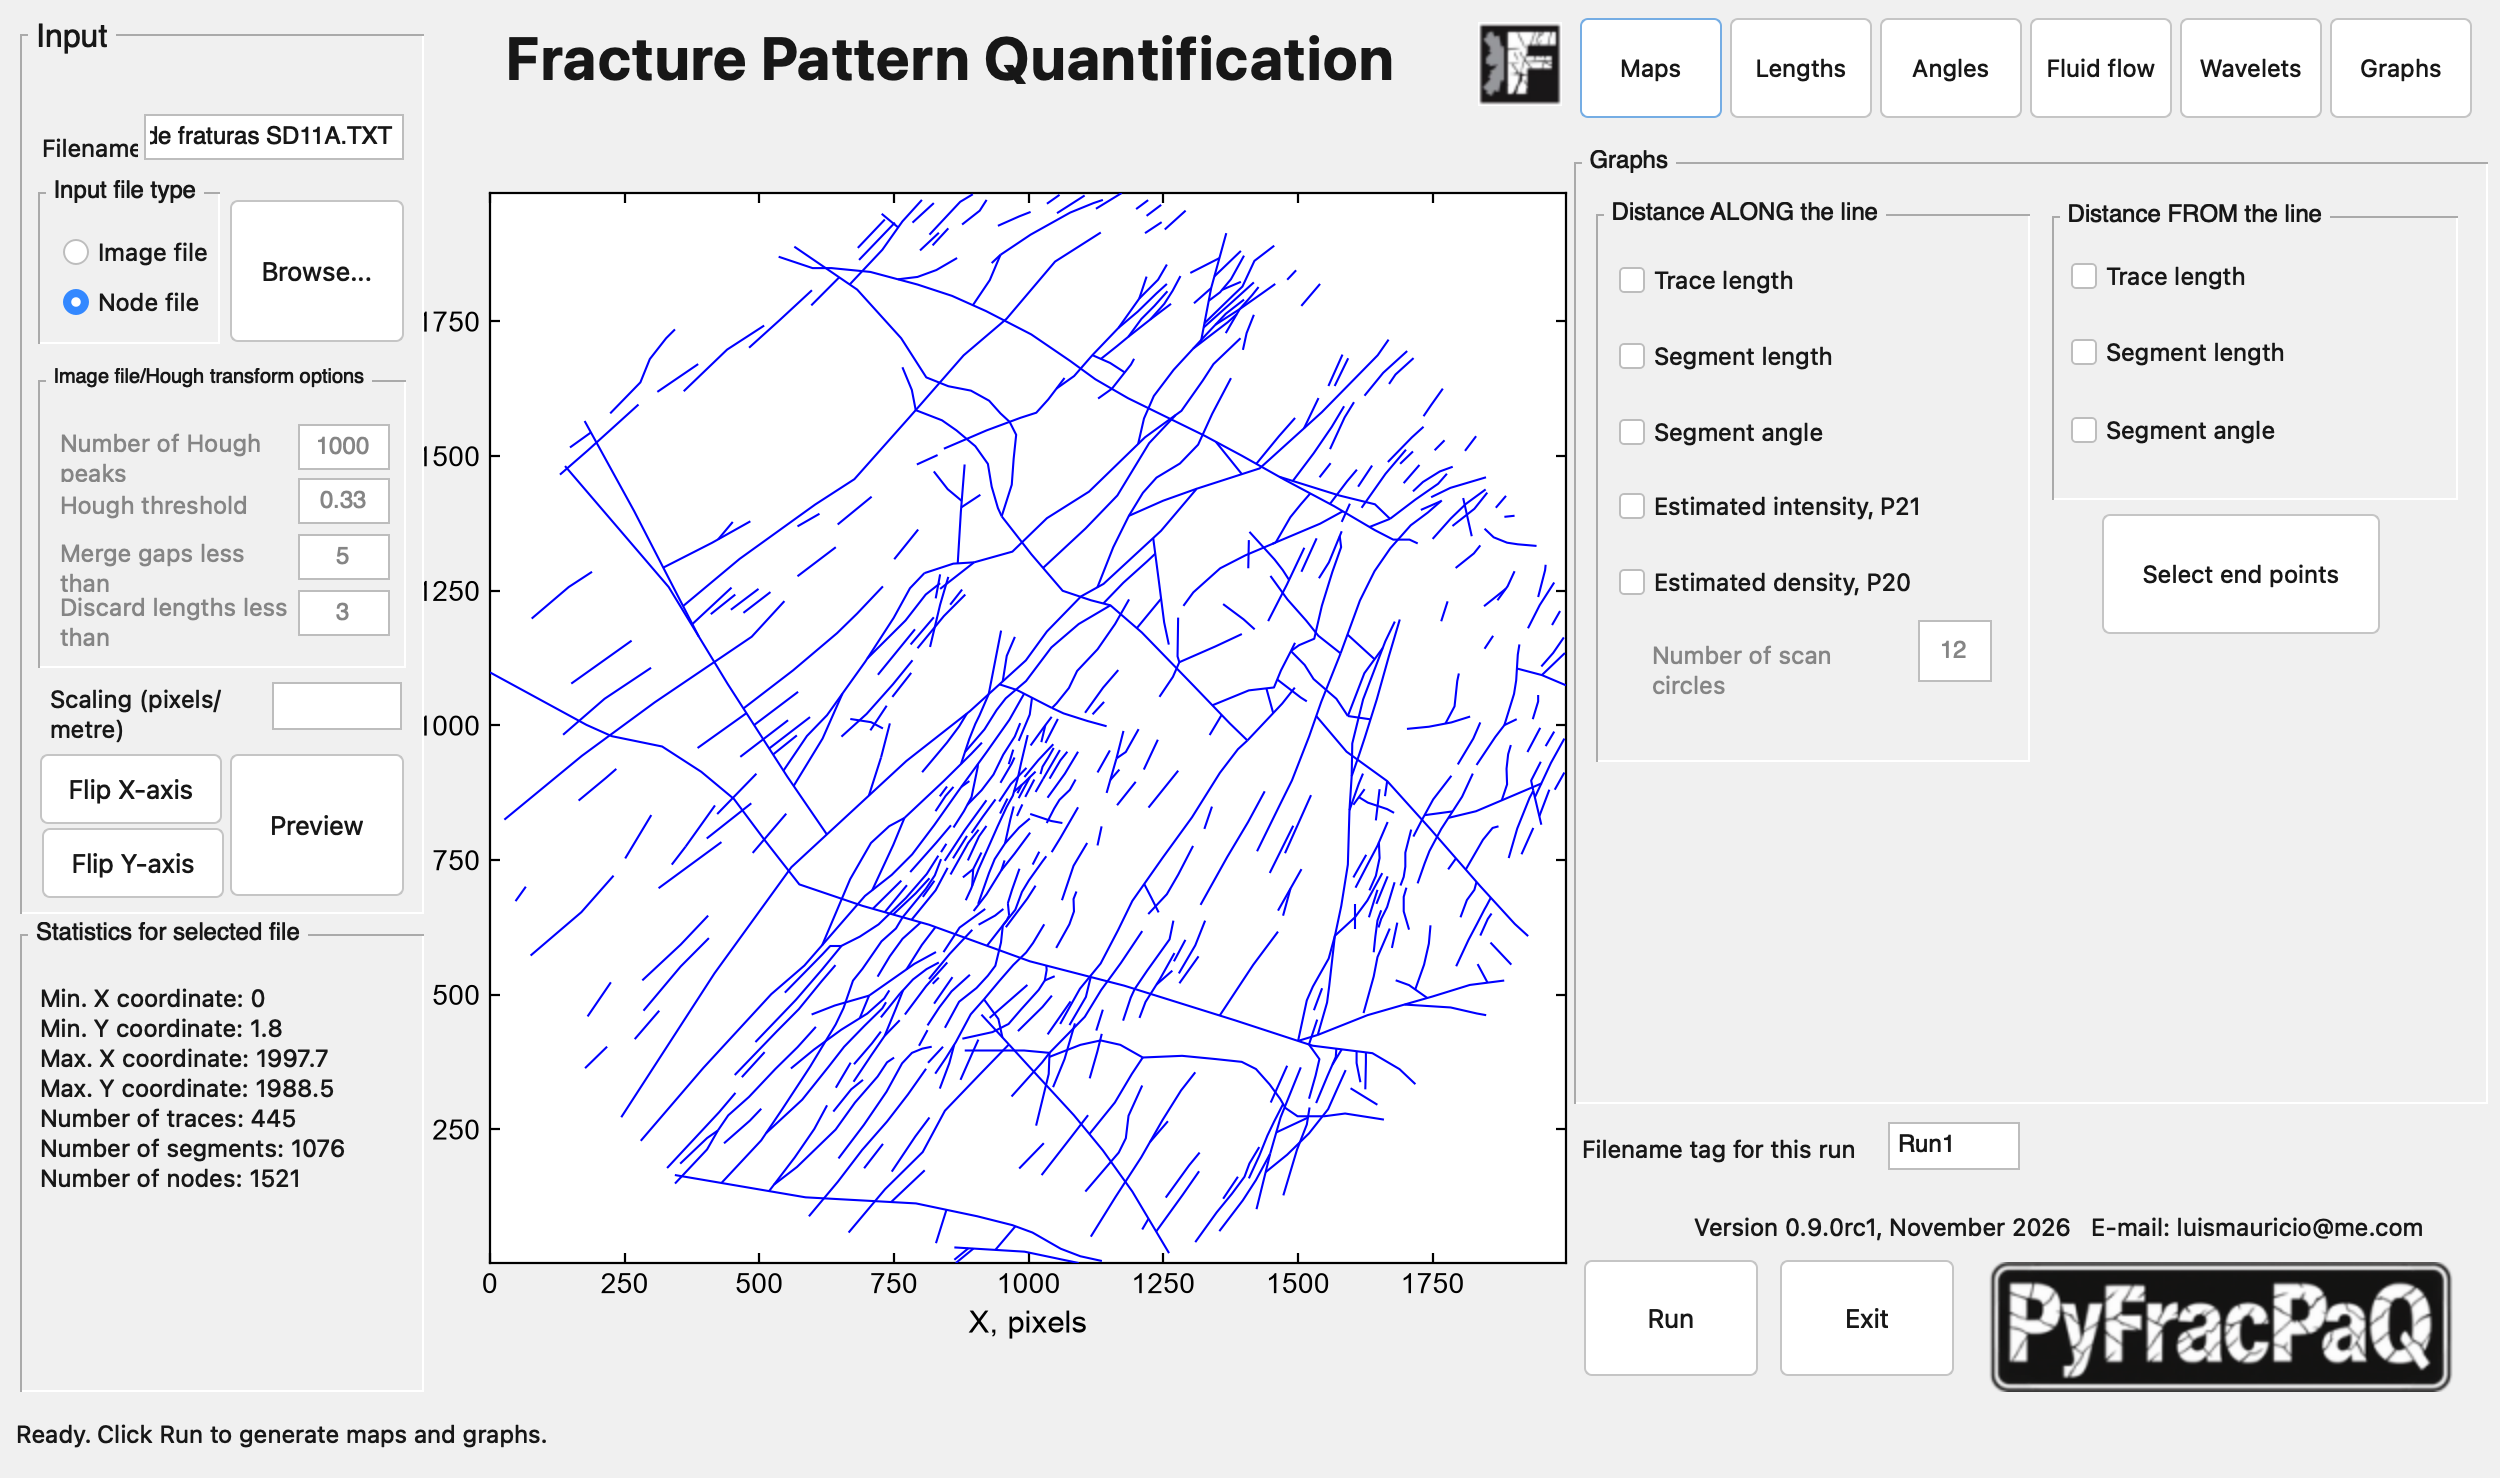 Input
Fracture Pattern Quantification
F
Maps
Lengths
Angles
Fluid flow
Wavelets
Graphs
Filename
de fraturas SD11A.TXT
Input file type
Image file
Node file
Browse...
Image file/Hough transform options
Number of Hough
peaks
1000
Hough threshold
0.33
Merge gaps less
than
5
Discard lengths less
than
3
Scaling (pixels/
metre)
Flip X-axis
Flip Y-axis
Preview
Statistics for selected file
Min. X coordinate: 0
Min. Y coordinate: 1.8
Max. X coordinate: 1997.7
Max. Y coordinate: 1988.5
Number of traces: 445
Number of segments: 1076
Number of nodes: 1521
1750
1500
1250
1000
750
500
250
0
250
500
750
1000
1250
1500
1750
X, pixels
Graphs
Distance ALONG the line
Trace length
Segment length
Segment angle
Estimated intensity, P21
Estimated density, P20
Number of scan
circles
12
Distance FROM the line
Trace length
Segment length
Segment angle
Select end points
Filename tag for this run
Run1
Version 0.9.0rc1, November 2026 E-mail: luismauricio@me.com
Run
Exit
PyFracPaQ
Ready. Click Run to generate maps and graphs.